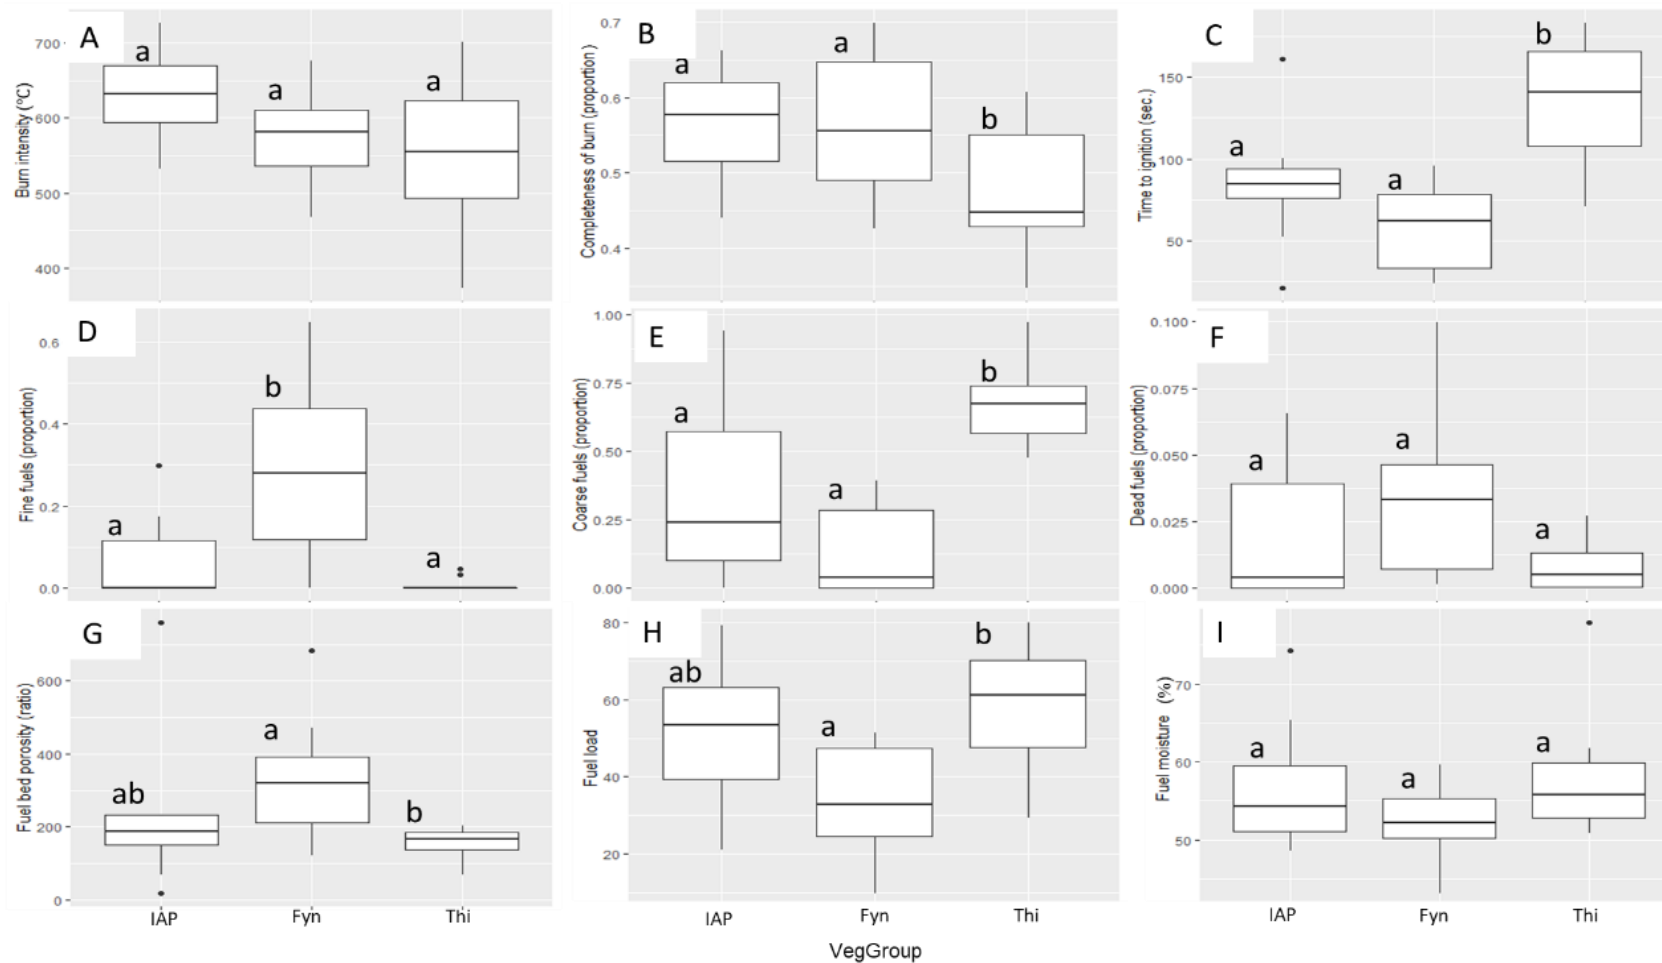 A
Burn intensity (°C)
700
600
500
400
a
a
a
B
Completeness of burn (proportion )
0.7
0.6
0.5
0.4
a
a
b
C
Time to ignition (sec.)
150
100
50
a
a
b
D
Fine fuels (proportion)
0.6
0.4
0.2
0.0
a
b
a
E
Coarse fuels (proportion)
1.00
0.75
0.50
0.25
0.00
a
a
b
F
Dead fuels (proportion)
0.100
0.075
0.050
0.025
0.000
a
a
a
G
Fuel bed porosity (ratio)
600
400
200
0
ab
a
b
IAP Fyn Thi
H
Fuel load
80
60
40
20
ab
a
b
IAP Fyn Thi
I
Fuel moisture (%)
70
60
50
a
a
a
IAP Fyn Thi
VegGroup